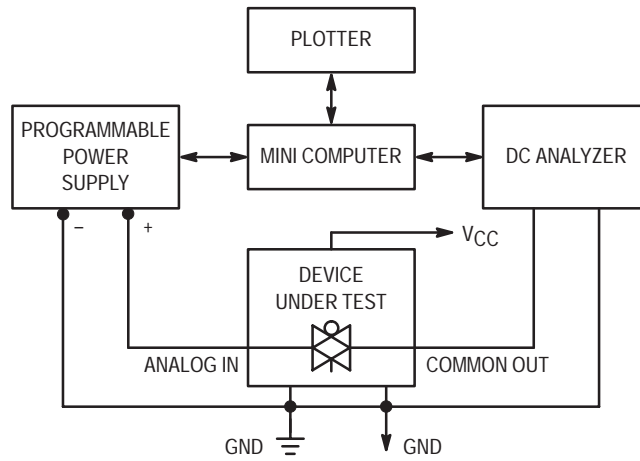 PLOTTER
PROGRAMMABLE
POWER
SUPPLY
MINI COMPUTER
DC ANALYZER
– +
VCC
DEVICE
UNDER TEST
ANALOG IN
COMMON OUT
GND
GND